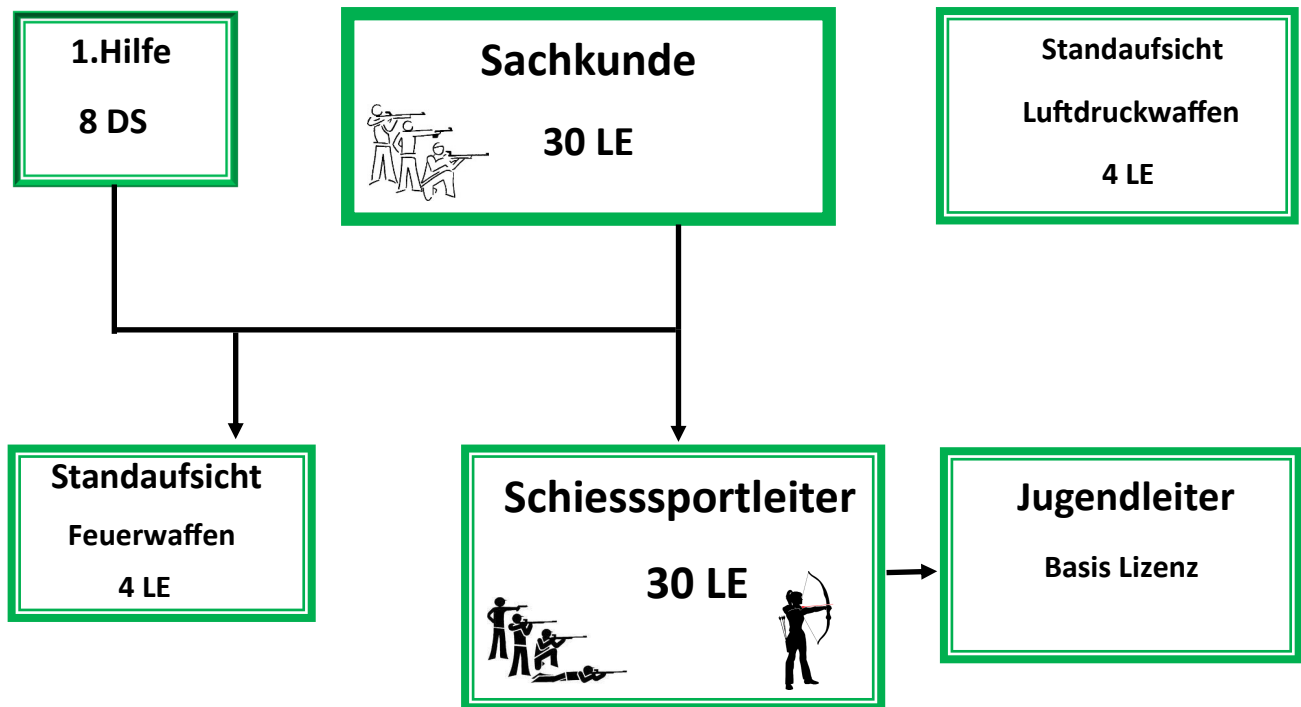 1.Hilfe
8 DS
Sachkunde
30 LE
Standaufsicht
Luftdruckwaffen
4 LE
Standaufsicht
Feuerwaffen
4 LE
Schiesssportleiter
30 LE
Jugendleiter
Basis Lizenz